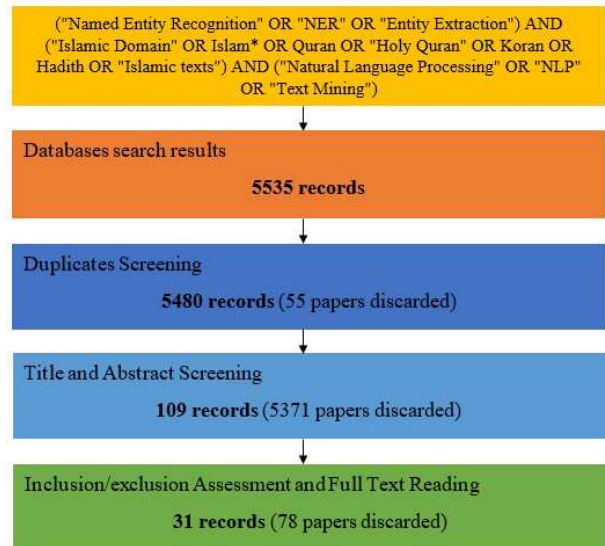 ("Named Entity Recognition" OR "NER" OR "Entity Extraction") AND
("Islamic Domain" OR Islam* OR Quran OR "Holy Quran" OR Koran OR
Hadith OR "Islamic texts") AND ("Natural Language Processing" OR "NLP"
OR "Text Mining")
Databases search results
5535 records
Duplicates Screening
5480 records (55 papers discarded)
Title and Abstract Screening
109 records (5371 papers discarded)
Inclusion/exclusion Assessment and Full Text Reading
31 records (78 papers discarded)